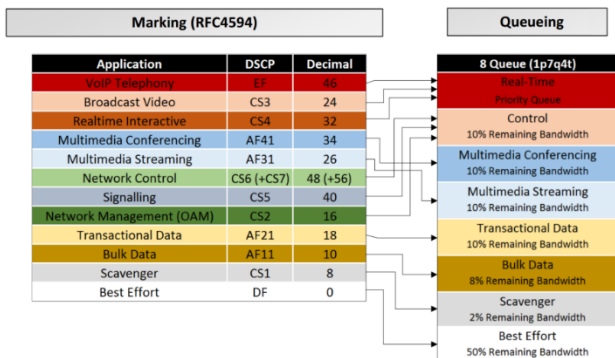 Marking (RFC4594)
Queueing
Application DSCP Decimal
VoIP Telephony EF 46
Broadcast Video CS3 24
Realtime Interactive CS4 32
Multimedia Conferencing AF41 34
Multimedia Streaming AF31 26
Network Control CS6 (+CS7) 48 (+56)
Signalling CS5 40
Network Management (OAM) CS2 16
Transactional Data AF21 18
Bulk Data AF11 10
Scavenger CS1 8
Best Effort DF 0
8 Queue (1p7q4t)
Real-Time
Priority Queue
Control
10% Remaining Bandwidth
Multimedia Conferencing
10% Remaining Bandwidth
Multimedia Streaming
10% Remaining Bandwidth
Transactional Data
10% Remaining Bandwidth
Bulk Data
8% Remaining Bandwidth
Scavenger
2% Remaining Bandwidth
Best Effort
50% Remaining Bandwidth